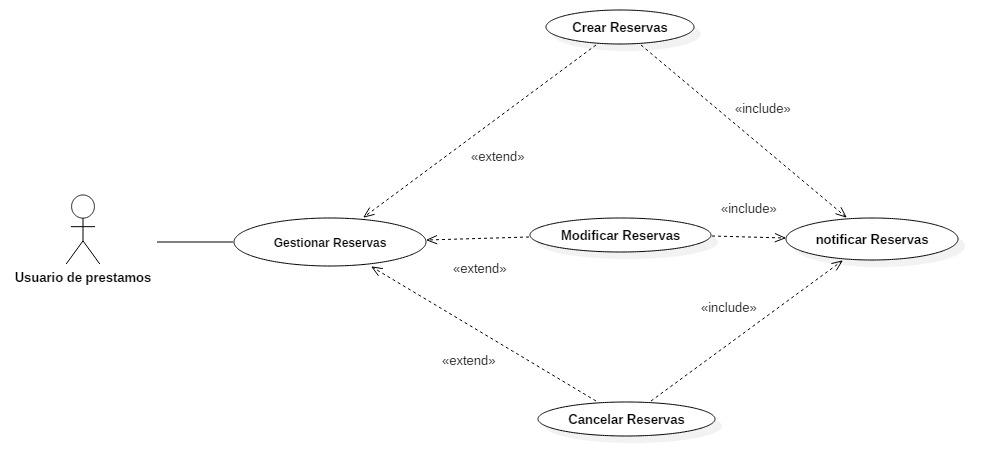 Crear Reservas
«include»
«extend»
«include»
Modificar Reservas
Gestionar Reservas
notificar Reservas
«extend»
Usuario de prestamos
«include»
«extend»
Cancelar Reservas